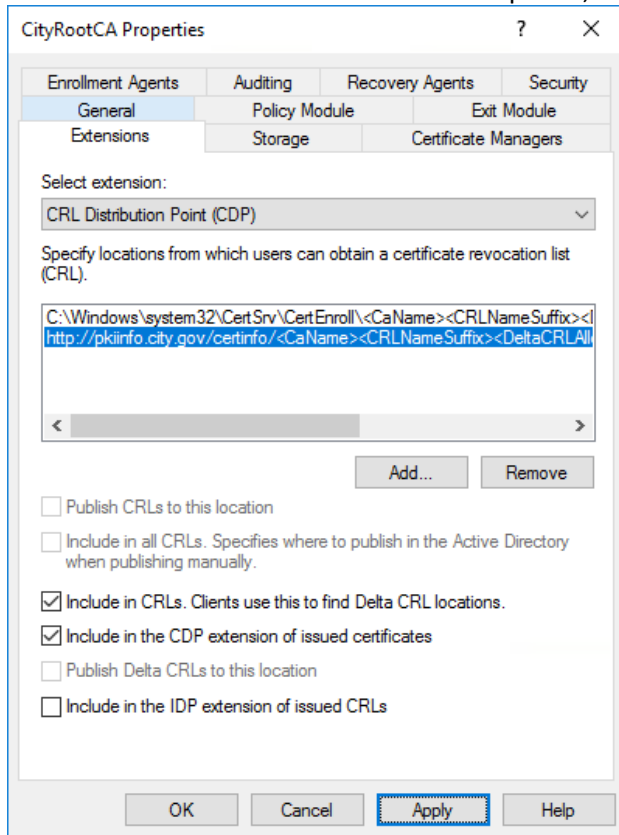 CityRootCA Properties ? X
Enrollment Agents Auditing Recovery Agents Security
General Policy Module Exit Module
Extensions Storage Certificate Managers
Select extension:
CRL Distribution Point (CDP)
Specify locations from which users can obtain a certificate revocation list
(CRL).
C:\Windows\system32\CertSrv\CertEnroll\<CaName><CRLNameSuffix><
http://pkiinfo.city.gov/certinfo/<CaName><CRLNameSuffix><DeltaCRLAll
Add... Remove
Publish CRLs to this location
Include in all CRLs. Specifies where to publish in the Active Directory
when publishing manually.
Include in CRLs. Clients use this to find Delta CRL locations.
Include in the CDP extension of issued certificates
Publish Delta CRLs to this location
Include in the IDP extension of issued CRLs
OK Cancel Apply Help